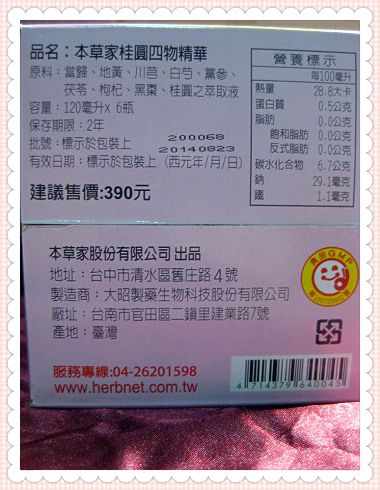 品名：本草家桂圓四物精華
原料：當歸、地黃、川芎、白芍、黨參、
茯苓、枸杞、黑棗、桂圓之萃取液
容量：120毫升x 6瓶
保存期限：2年
批號：標示於包裝上 200068
20140823
有效日期：標示於包裝上（西元年/月/日）
建議售價:390元
營養標示
每100毫升
熱量 28.8大卡
蛋白質 0.5公克
脂肪 0.0公克
飽和脂肪 0.0公克
反式脂肪 0.0公克
碳水化合物 6.7公克
鈉 29.1毫克
鐵 1.1毫克
本草家股份有限公司 出品
地址：台中市清水區舊庄路4號
製造商：大昭製藥生物科技股份有限公司
廠址：台南市官田區二鎮里建業路7號
產地：臺灣
食品GMP
服務專線:04-26201598
www.herbnet.com.tw
4 714379 640045